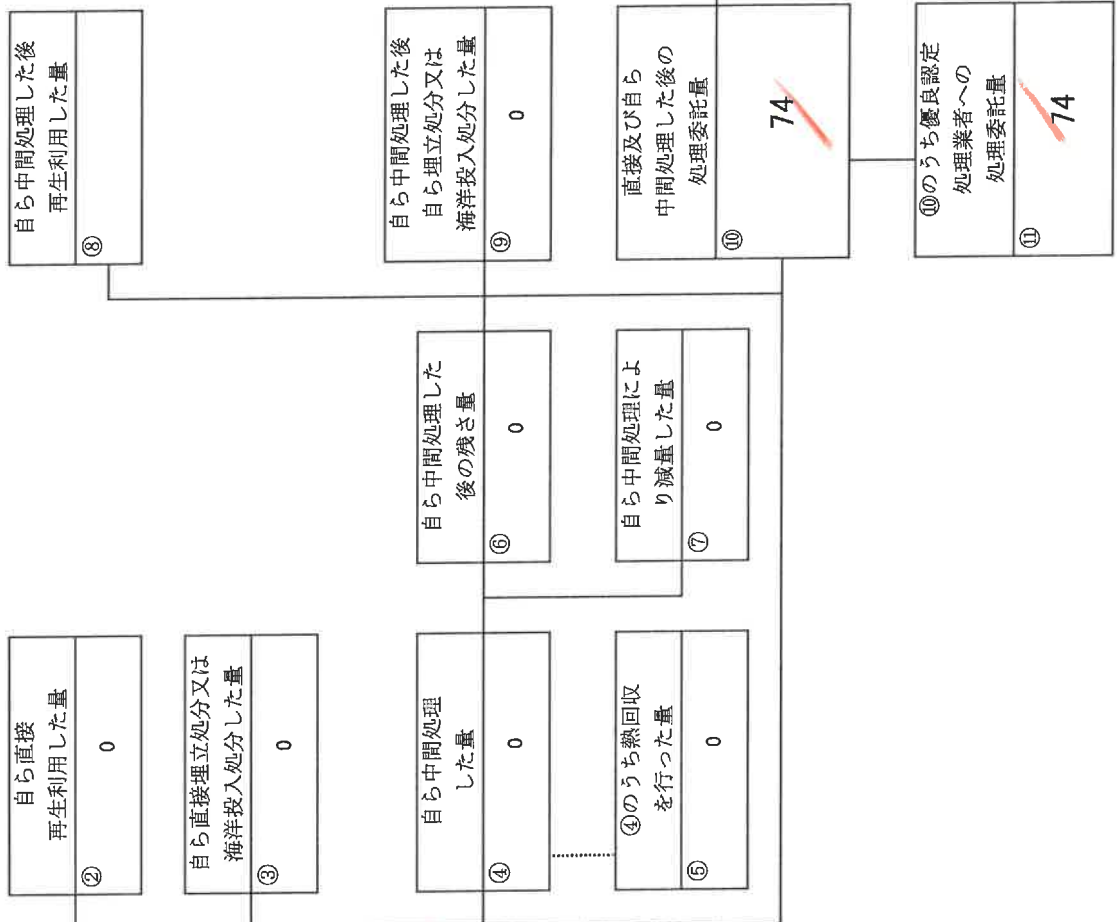 自ら直接
再生利用した量
②
0
自ら直接埋立処分又は
海洋投入処分した量
③
0
自ら中間処理
した量
④
0
④のうち熱回収
を行った量
⑤
0
自ら中間処理した
後の残さ量
⑥
0
自ら中間処理によ
り減量した量
⑦
0
自ら中間処理した後
再生利用した量
⑧
自ら中間処理した後
自ら埋立処分又は
海洋投入処分した量
⑨
0
直接及び自ら
中間処理した後の
処理委託量
⑩
74
⑩のうち優良認定
処理業者への
処理委託量
⑪
74